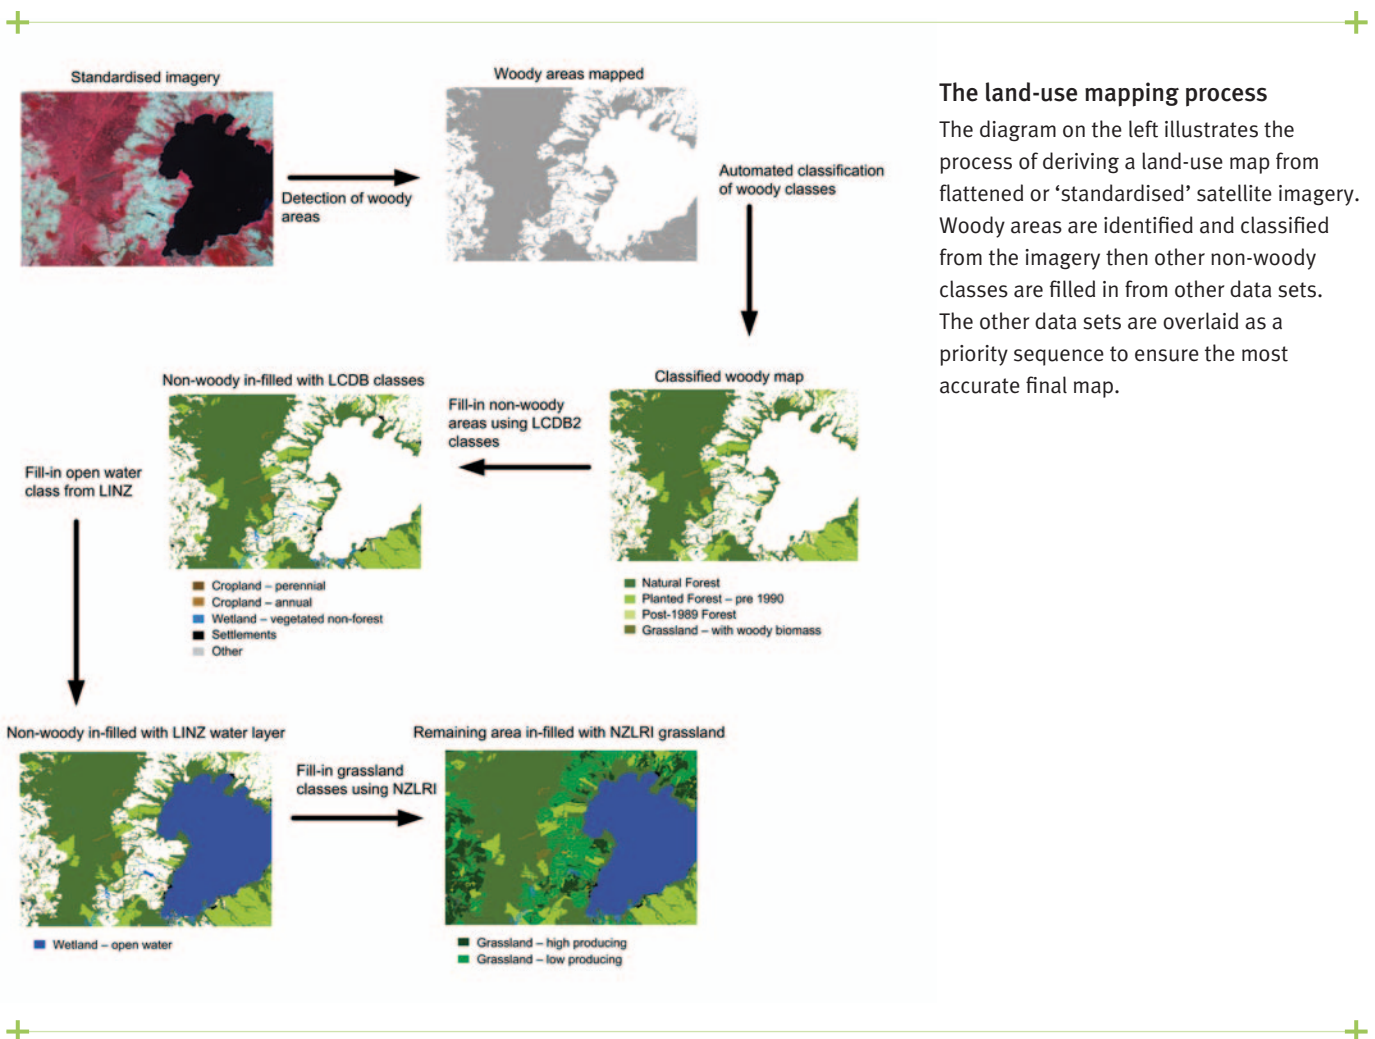 Standardised imagery
Woody areas mapped
Detection of woody
areas
Automated classification
of woody classes
Classified woody map
Natural Forest
Planted Forest – pre 1990
Post-1989 Forest
Grassland – with woody biomass
Fill-in non-woody
areas using LCDB2
classes
Non-woody in-filled with LCDB classes
Cropland – perennial
Cropland – annual
Wetland – vegetated non-forest
Settlements
Other
Fill-in open water
class from LINZ
Non-woody in-filled with LINZ water layer
Wetland – open water
Fill-in grassland
classes using NZLRI
Remaining area in-filled with NZLRI grassland
Grassland – high producing
Grassland – low producing
The land-use mapping process
The diagram on the left illustrates the
process of deriving a land-use map from
flattened or ‘standardised’ satellite imagery.
Woody areas are identified and classified
from the imagery then other non-woody
classes are filled in from other data sets.
The other data sets are overlaid as a
priority sequence to ensure the most
accurate final map.